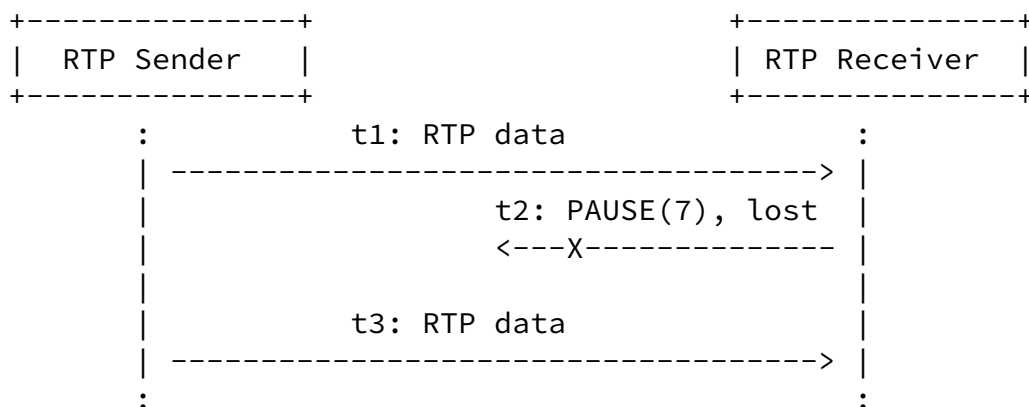 +---------------+ +---------------+
| RTP Sender | | RTP Receiver |
+---------------+ +---------------+
: t1: RTP data :
| ------------------------------------> |
| t2: PAUSE(7), lost |
| <---X-------------- |
| |
| t3: RTP data |
| ------------------------------------> |
: :